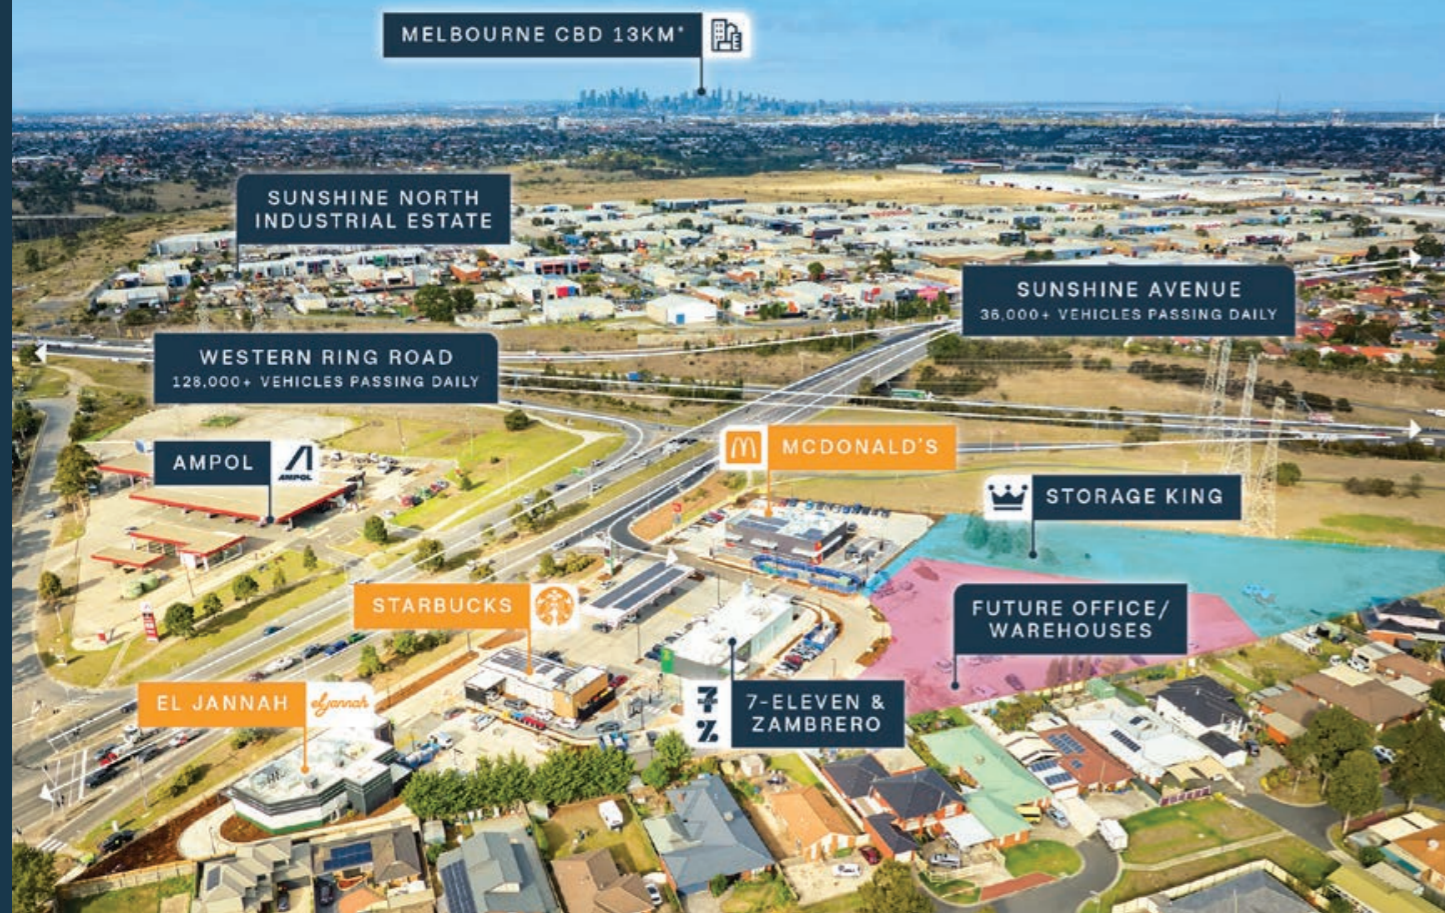 MELBOURNE CBD 13KM*
SUNSHINE NORTH
INDUSTRIAL ESTATE
SUNSHINE AVENUE
36,000+ VEHICLES PASSING DAILY
WESTERN RING ROAD
128,000+ VEHICLES PASSING DAILY
MCDONALD'S
AMPOL
AMPOL
STORAGE KING
STARBUCKS
FUTURE OFFICE/
WAREHOUSES
EL JANNAH
eljannah
7-ELEVEN &
ZAMBRERO